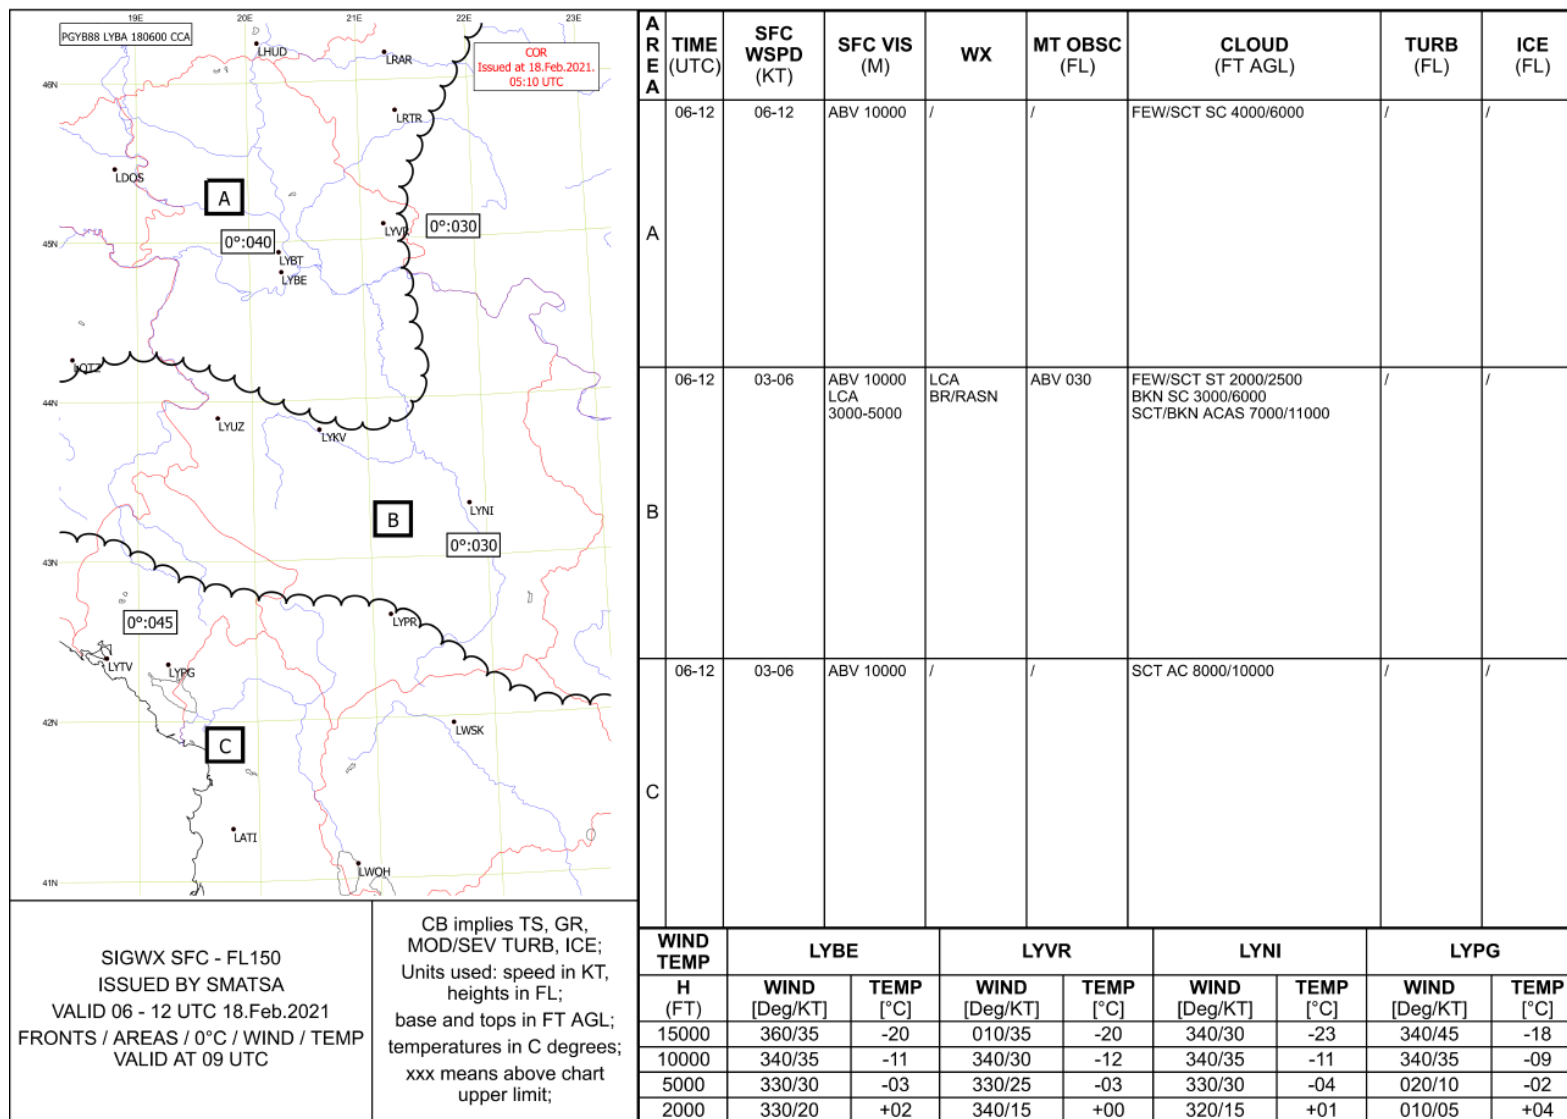 19E 20E 21E 22E 23E
PGYB88 LYBA 180600 CCA
COR
Issued at 18.Feb.2021.
05:10 UTC
LHUD
LRAR
46N
LRTR
LDOS
A
0°:030
LYVR
0°:040
45N
LYBT
LYBE
LQTZ
44N
LYUZ
LYKV
LYNI
B
0°:030
43N
0°:045
LYPR
LYTV
LYPG
42N
LWSK
C
LATI
LWOH
41N
SIGWX SFC - FL150
ISSUED BY SMATSA
VALID 06 - 12 UTC 18.Feb.2021
FRONTS / AREAS / 0°C / WIND / TEMP
VALID AT 09 UTC
CB implies TS, GR,
MOD/SEV TURB, ICE;
Units used: speed in KT,
heights in FL;
base and tops in FT AGL;
temperatures in C degrees;
xxx means above chart
upper limit;
AREA TIME (UTC) SFC WSPD (KT) SFC VIS (M) WX MT OBSC (FL) CLOUD (FT AGL) TURB (FL) ICE (FL)
A 06-12 06-12 ABV 10000 / / FEW/SCT SC 4000/6000 / /
B 06-12 03-06 ABV 10000 LCA ABV 030 FEW/SCT ST 2000/2500 / /
LCA BR/RASN BKN SC 3000/6000
3000-5000 SCT/BKN ACAS 7000/11000
C 06-12 03-06 ABV 10000 / / SCT AC 8000/10000 / /
WIND TEMP LYBE LYVR LYNI LYPG
H (FT) WIND [Deg/KT] TEMP [°C] WIND [Deg/KT] TEMP [°C] WIND [Deg/KT] TEMP [°C] WIND [Deg/KT] TEMP [°C]
15000 360/35 -20 010/35 -20 340/30 -23 340/45 -18
10000 340/35 -11 340/30 -12 340/35 -11 340/35 -09
5000 330/30 -03 330/25 -03 330/30 -04 020/10 -02
2000 330/20 +02 340/15 +00 320/15 +01 010/05 +04